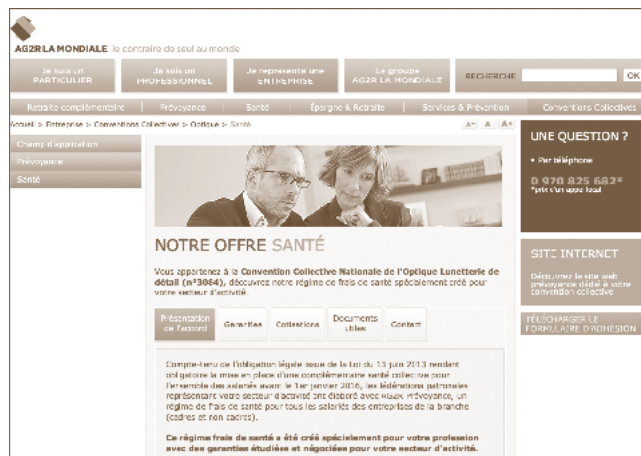 AG2R LA MONDIALE le contraire de seul au monde
Je suis un PARTICULIER
Je suis un PROFESSIONNEL
Je représente une ENTREPRISE
Le groupe AG2R LA MONDIALE
RECHERCHE
OK
Retraite complémentaire | Prévoyance | Santé | Épargne & Retraite | Services & Prévention | Conventions Collectives
Accueil > Entreprise > Conventions Collectives > Optique > Santé
A- A A+
Champ d'application
Prévoyance
Santé
UNE QUESTION ?
• Par téléphone
0 970 825 682*
*prix d'un appel local
NOTRE OFFRE SANTÉ
Vous appartenez à la Convention Collective Nationale de l'Optique Lunetterie de
détail (n°3084), découvrez notre régime de frais de santé spécialement créé pour
votre secteur d'activité
SITE INTERNET
Découvrez le site web
prévoyance dédié à votre
convention collective
TÉLÉCHARGER LE
FORMULAIRE D'ADHÉSION
Présentation de l'accord
Garanties
Cotisations
Documents utiles
Contact
Compte-tenu de l'obligation légale issue de la Loi du 13 juin 2013 rendant
obligatoire la mise en place d'une complémentaire santé collective pour
l'ensemble des salariés avant le 1er janvier 2016, les fédérations patronales
représentant votre secteur d'activité ont élaboré avec AG2R Prévoyance, un
régime de frais de santé pour tous les salariés des entreprises de la branche
(cadres et non cadres).
Ce régime frais de santé a été créé spécialement pour votre profession
avec des garanties étudiées et négociées pour votre secteur d'activité.